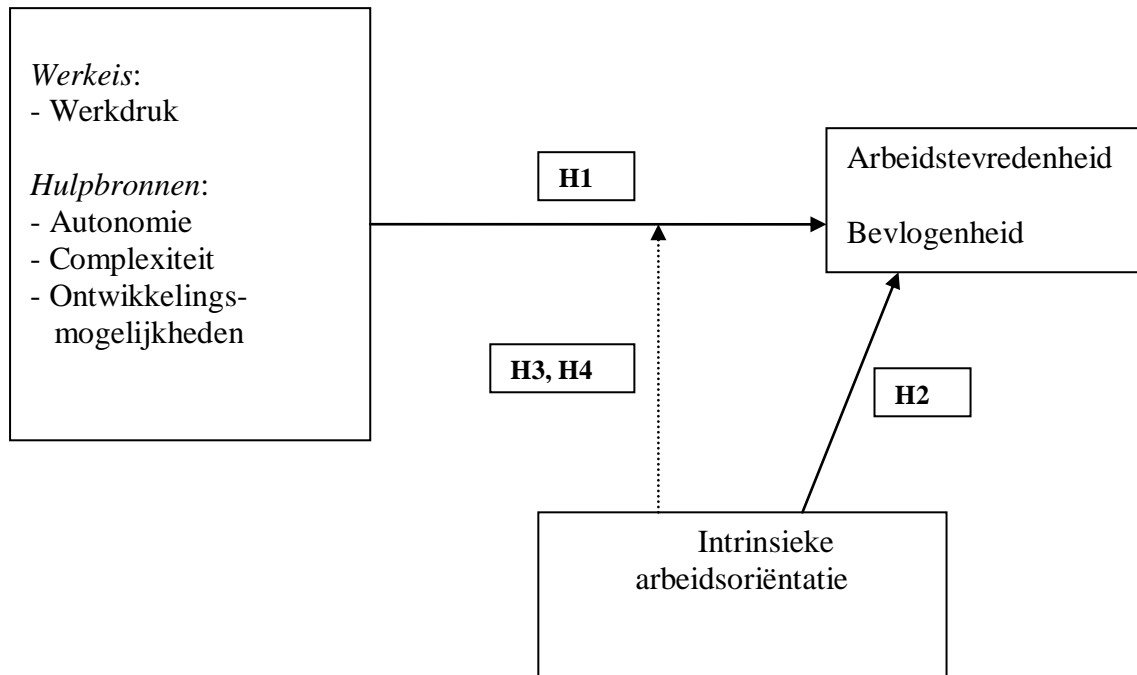 Werkeis:
- Werkdruk
Hulpbronnen:
- Autonomie
- Complexiteit
- Ontwikkelings-
mogelijkheden
H1
Arbeidstevredenheid
Bevlogenheid
H3, H4
H2
Intrinsieke
arbeidsoriëntatie